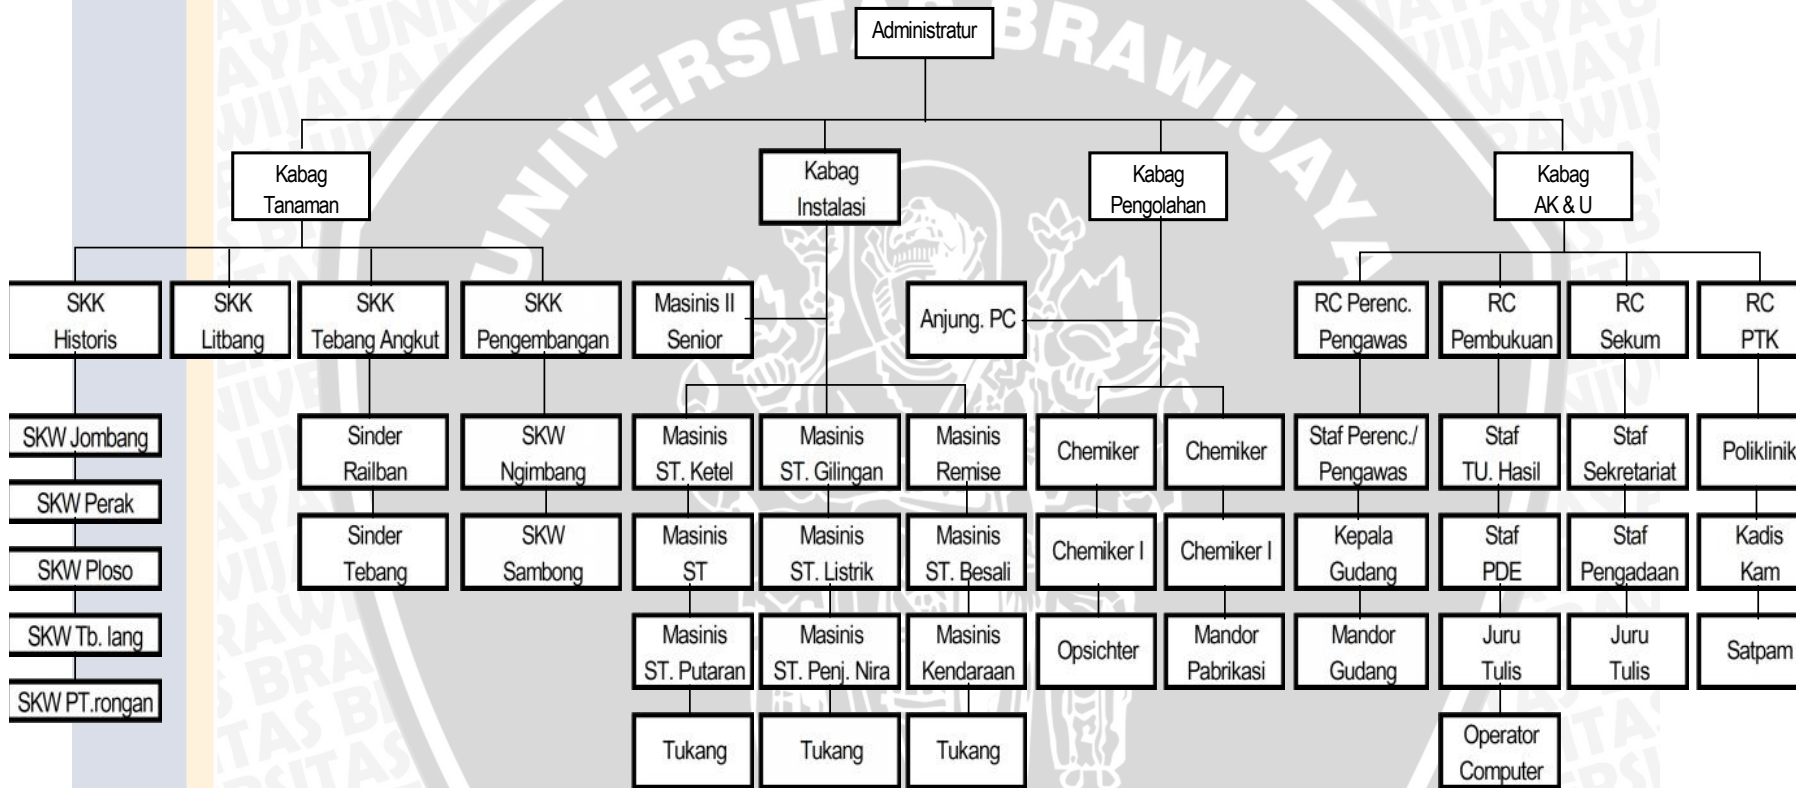 UNIVERSITAS BRAWIJAYA
Administratur
Kabag
Tanaman
Kabag
Instalasi
Kabag
Pengolahan
Kabag
AK & U
SKK
Historis
SKK
Litbang
SKK
Tebang Angkut
SKK
Pengembangan
Masinis II
Senior
Anjung. PC
RC Perenc.
Pengawas
RC
Pembukuan
RC
Sekum
RC
PTK
SKW Jombang
SKW Perak
SKW Ploso
SKW Tb. lang
SKW PT.rongan
Sinder
Railban
Sinder
Tebang
SKW
Ngimbang
SKW
Sambong
Masinis
ST. Ketel
Masinis
ST
Masinis
ST. Putaran
Tukang
Masinis
ST. Gilingan
Masinis
ST. Listrik
Masinis
ST. Penj. Nira
Tukang
Masinis
Remise
Masinis
ST. Besali
Masinis
Kendaraan
Tukang
Chemiker
Chemiker I
Opsichter
Chemiker
Chemiker I
Mandor
Pabrikasi
Staf Perenc./
Pengawas
Kepala
Gudang
Mandor
Gudang
Staf
TU. Hasil
Staf
PDE
Juru
Tulis
Operator
Computer
Staf
Sekretariat
Staf
Pengadaan
Juru
Tulis
Poliklinik
Kadis
Kam
Satpam